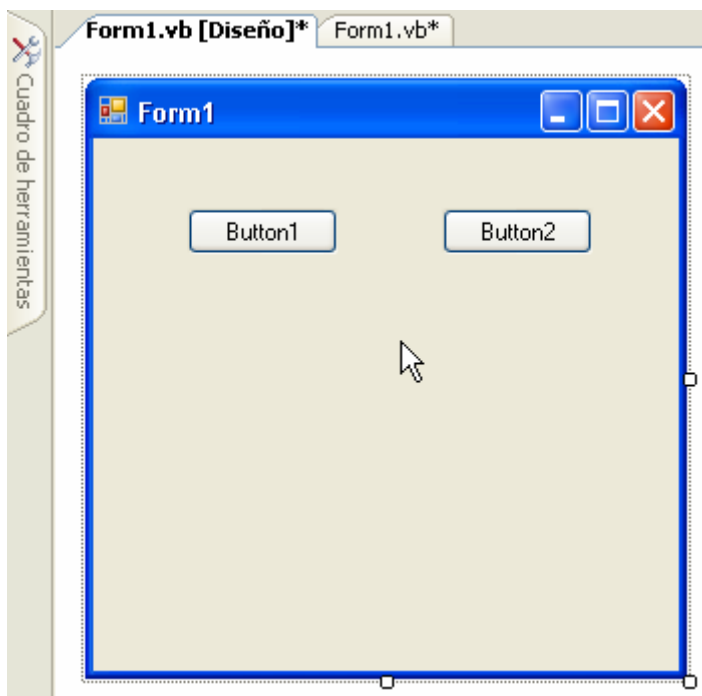 Form1.vb [Diseño]* Form1.vb*
Cuadro de herramientas
Form1
Button1 Button2